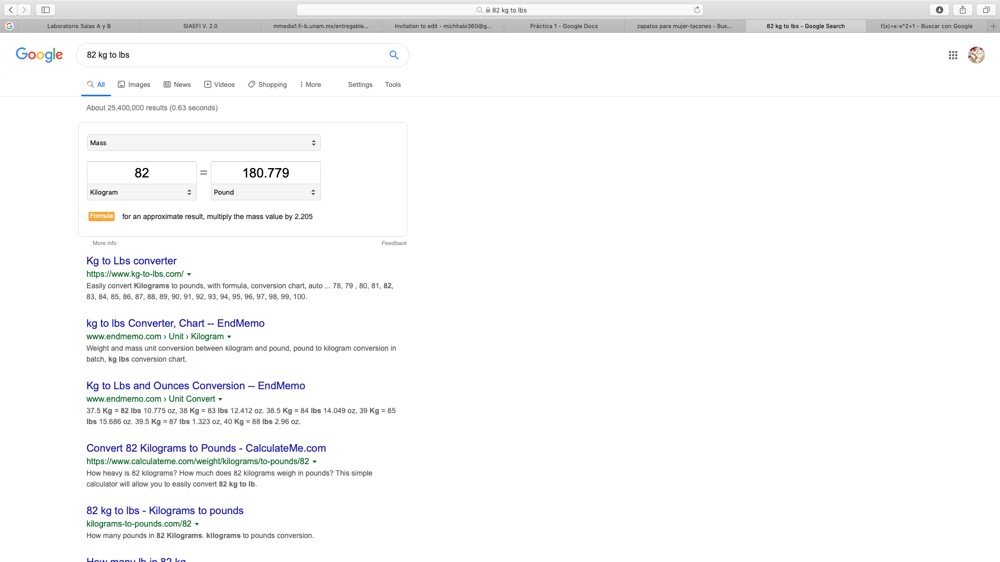 82 kg to lbs
Laboratorio Salas A y B
SIAEFI V. 2.0
mmedia1.fi-b.unam.mx/entregable...
Invitation to edit - michhalo360@g...
Práctica 1 - Google Docs
zapatos para mujer-tacones - Bus...
82 kg to lbs - Google Search
f(x)=x-x^2+1 - Buscar con Google
Google
82 kg to lbs
All Images News Videos Shopping More Settings Tools
About 25,400,000 results (0.63 seconds)
Mass
82 = 180.779
Kilogram Pound
Formula for an approximate result, multiply the mass value by 2.205
More info Feedback
Kg to Lbs converter
https://www.kg-to-lbs.com/
Easily convert Kilograms to pounds, with formula, conversion chart, auto ... 78, 79 , 80, 81, 82,
83, 84, 85, 86, 87, 88, 89, 90, 91, 92, 93, 94, 95, 96, 97, 98, 99, 100.
kg to lbs Converter, Chart -- EndMemo
www.endmemo.com › Unit › Kilogram
Weight and mass unit conversion between kilogram and pound, pound to kilogram conversion in
batch, kg lbs conversion chart.
Kg to Lbs and Ounces Conversion -- EndMemo
www.endmemo.com › Unit Convert
37.5 Kg = 82 lbs 10.775 oz, 38 Kg = 83 lbs 12.412 oz. 38.5 Kg = 84 lbs 14.049 oz, 39 Kg = 85
lbs 15.686 oz. 39.5 Kg = 87 lbs 1.323 oz, 40 Kg = 88 lbs 2.96 oz.
Convert 82 Kilograms to Pounds - CalculateMe.com
https://www.calculateme.com/weight/kilograms/to-pounds/82
How heavy is 82 kilograms? How much does 82 kilograms weigh in pounds? This simple
calculator will allow you to easily convert 82 kg to lb.
82 kg to lbs - Kilograms to pounds
kilograms-to-pounds.com/82
How many pounds in 82 Kilograms. kilograms to pounds conversion.
How many lb in 82 kg